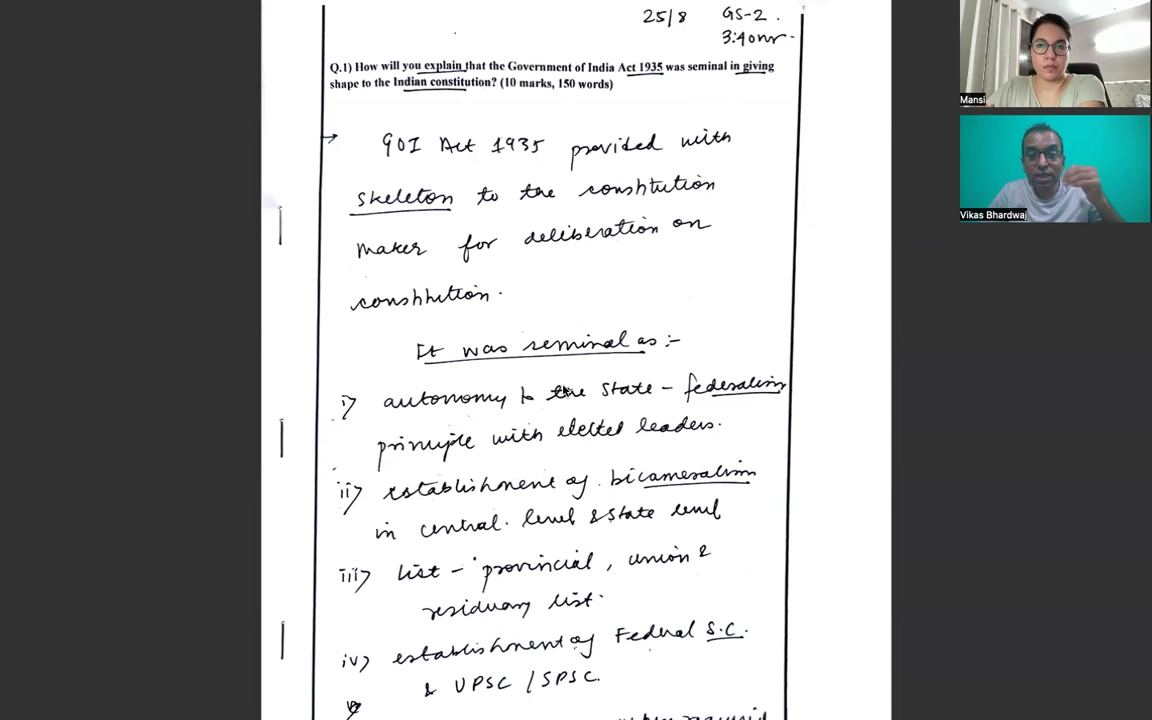 25/8 GS-2.
3:40nr.
Q.1) How will you explain that the Government of India Act 1935 was seminal in giving
shape to the Indian constitution? (10 marks, 150 words)
→ GOI Act 1935 provided with
skeleton to the constitution
maker for deliberation on
constitution.
It was seminal as :-
i) autonomy to the state - federalism
principle with elected leaders.
ii) establishment of bicameralism
in central level & State level
iii) list - provincial, union &
residuary list.
iv) establishment of Federal S.C.
& UPSC / SPSC.
Mansi
Vikas Bhardwaj